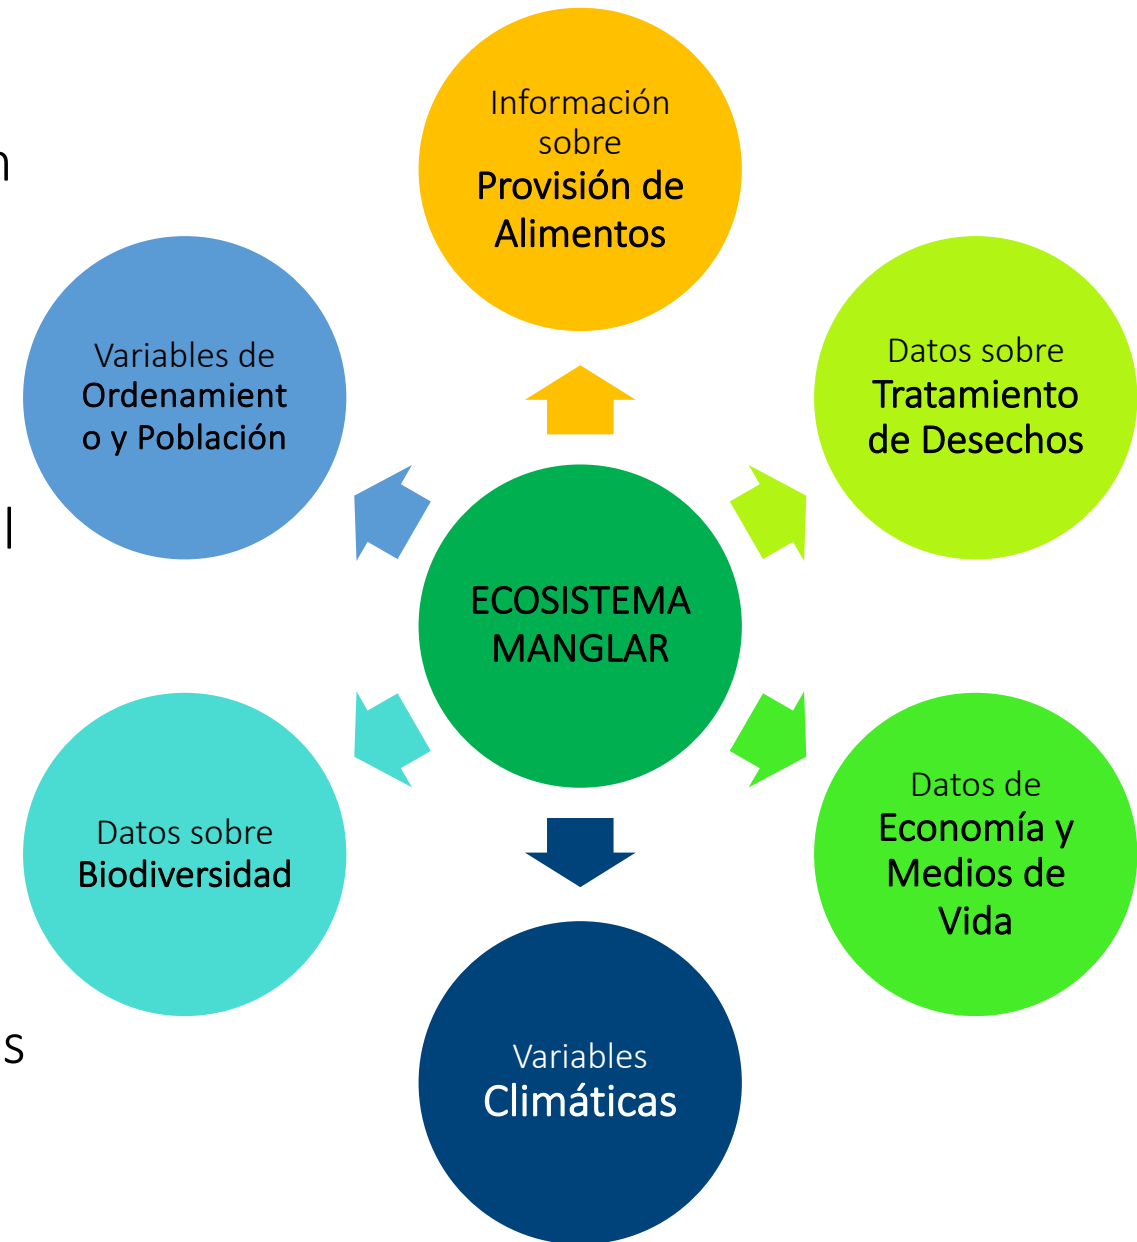 Información
sobre
Provisión de
Alimentos
n
Variables de
Ordenamient
o y Población
Datos sobre
Tratamiento
de Desechos
l
ECOSISTEMA
MANGLAR
Datos sobre
Biodiversidad
Datos de
Economía y
Medios de
Vida
s
Variables
Climáticas